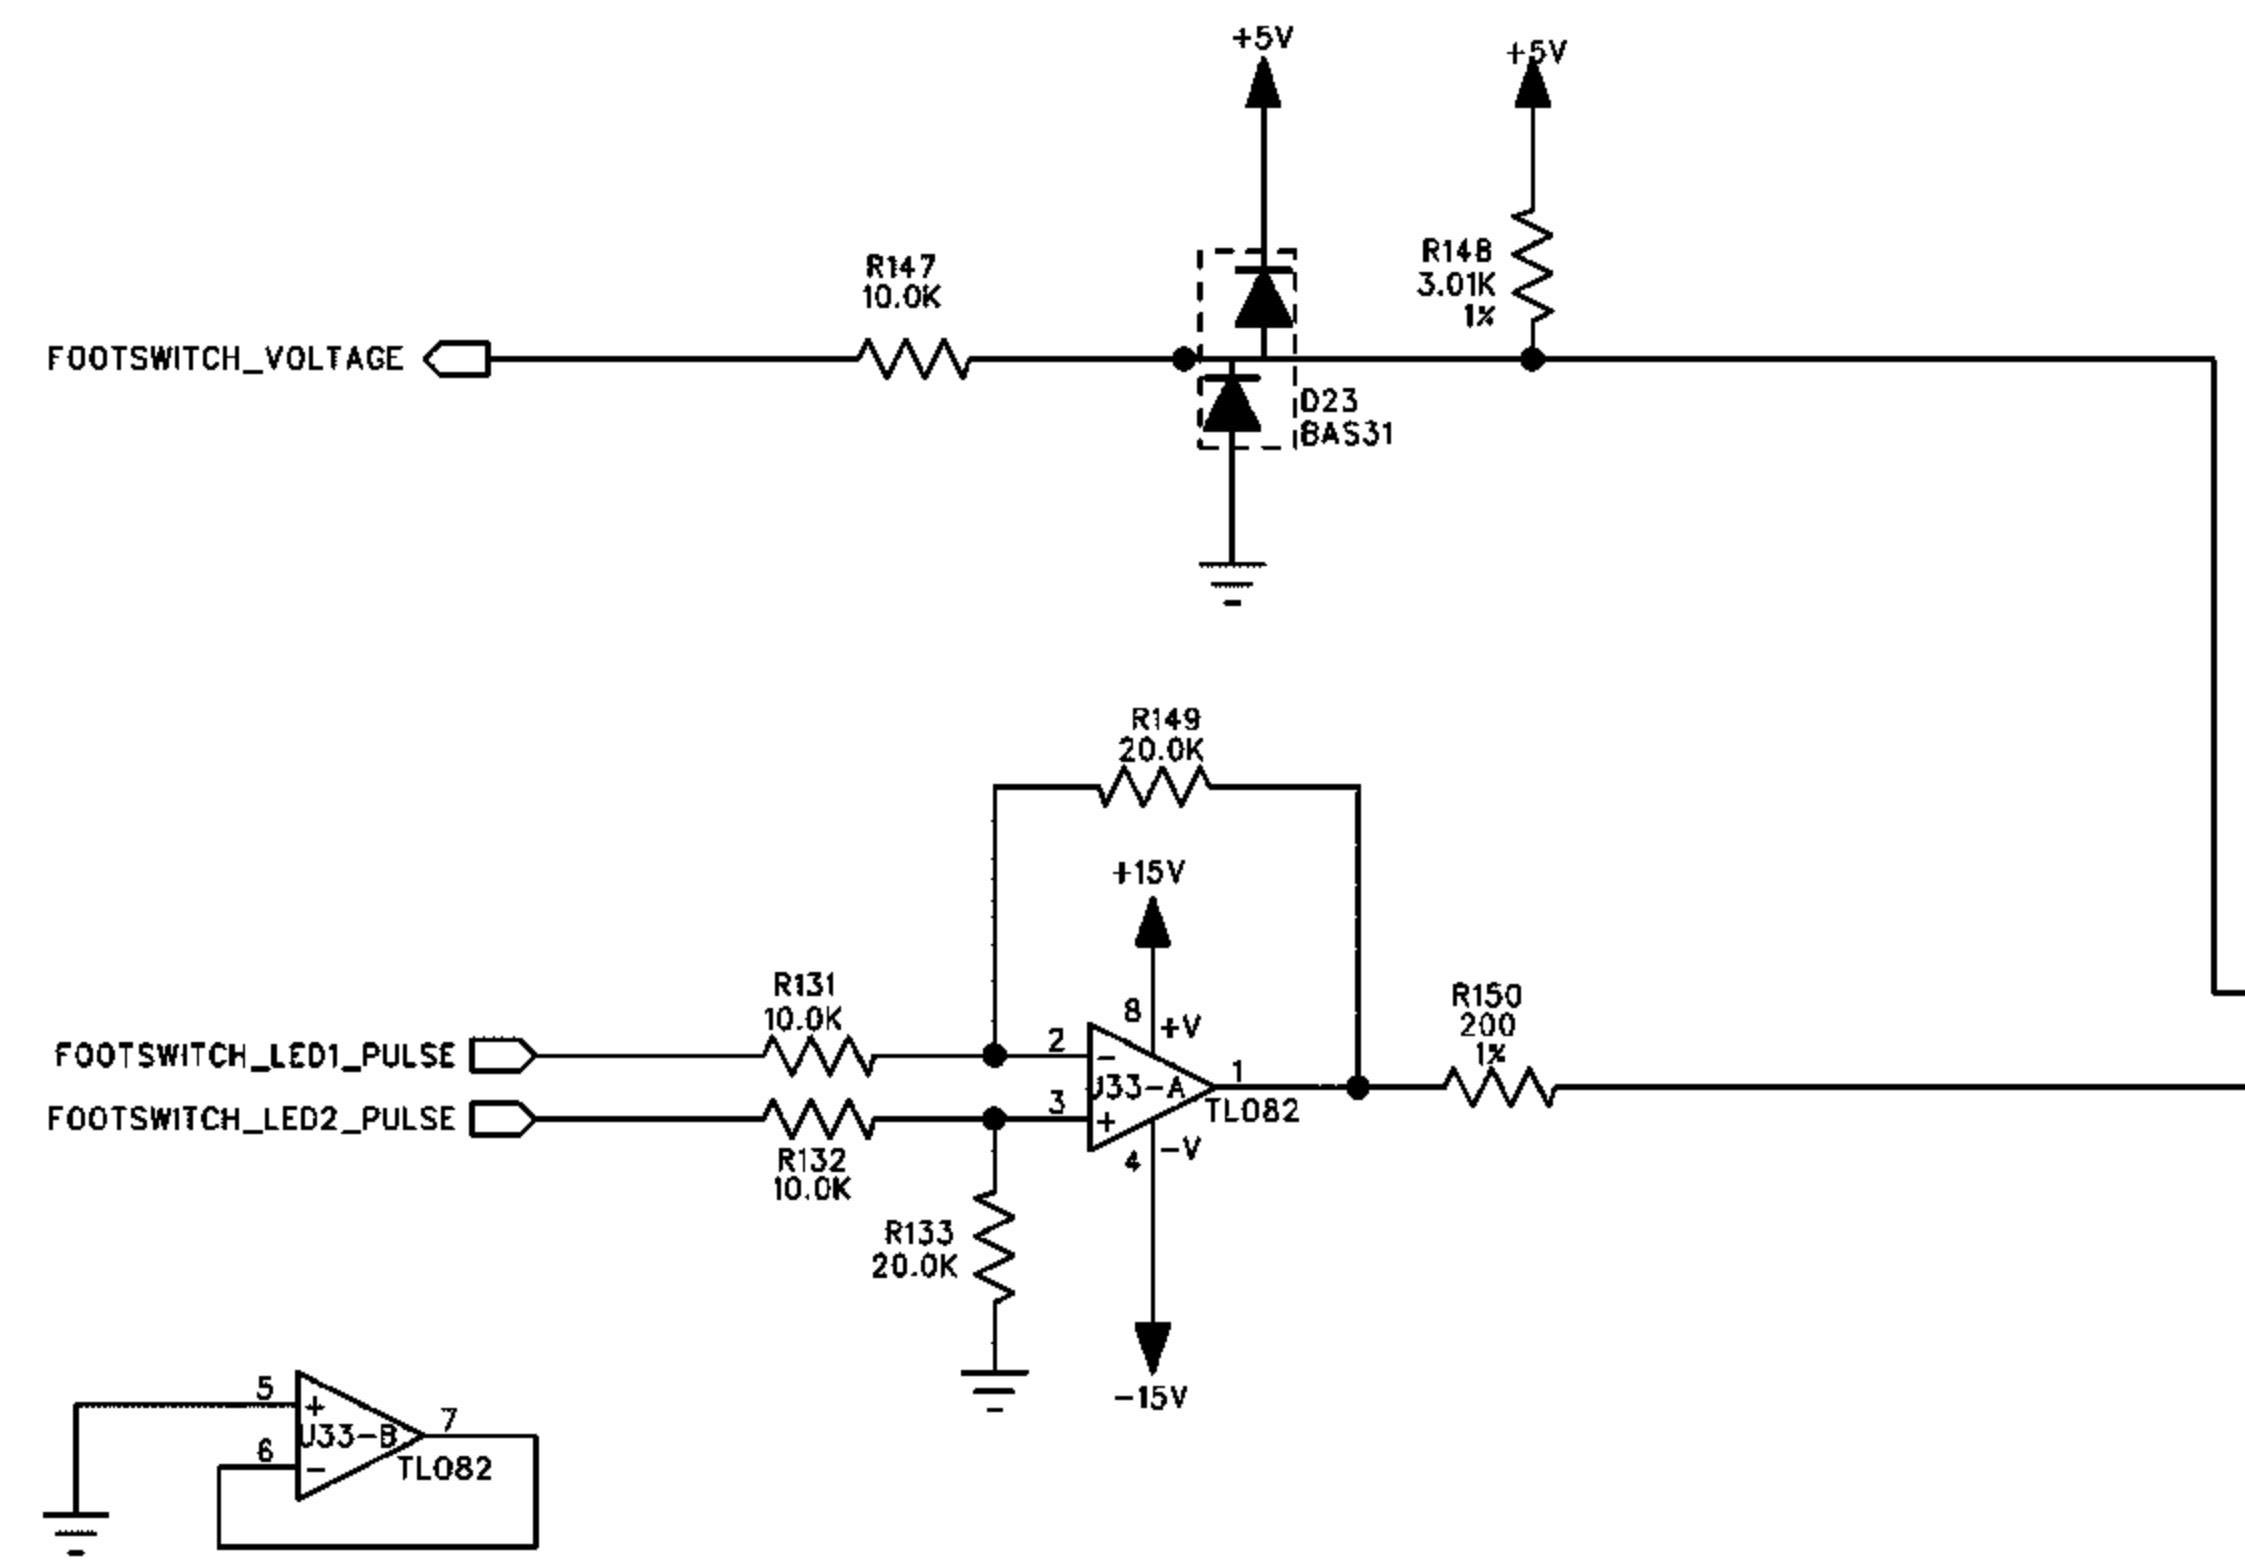 +5V
+5V
R147
10.0K
R148
3.01K
1%
FOOTSWITCH_VOLTAGE
D23
BAS31
R149
20.0K
+15V
R131
10.0K
8
+V
R150
200
1%
FOOTSWITCH_LED1_PULSE
2
-
U33-A
1
TL082
FOOTSWITCH_LED2_PULSE
3
+
R132
10.0K
4
-V
R133
20.0K
-15V
5
+
U33-B
7
6
-
TL082